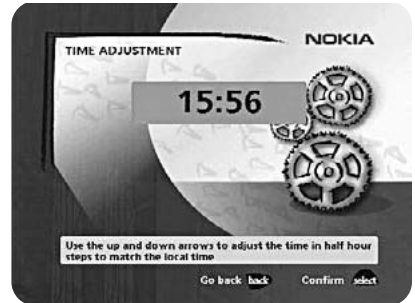 NOKIA
TIME ADJUSTMENT
15:56
Use the up and down arrows to adjust the time in half hour
steps to match the local time
Go back back Confirm select